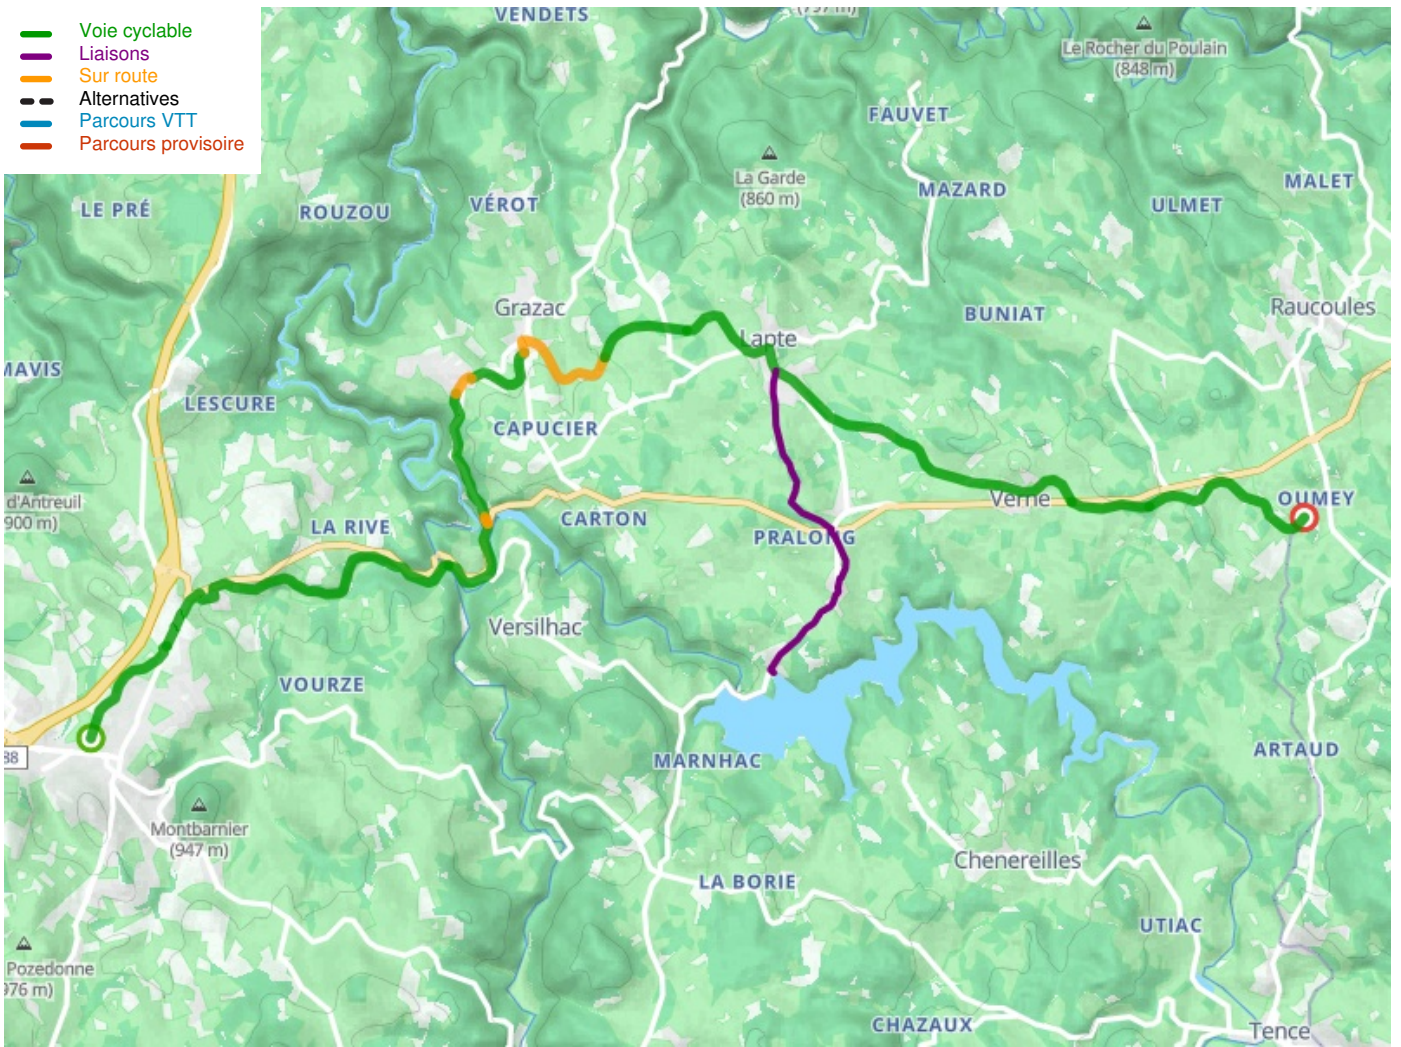 Voie cyclable
Liaisons
Sur route
Alternatives
Parcours VTT
Parcours provisoire
VENDETS
Le Rocher du Poulain
(848 m)
FAUVET
La Garde
(860 m)
MAZARD
MALET
LE PRÉ
ROUZOU
VÉROT
ULMET
Grazac
BUNIAT
Raucoules
Lapte
MAVIS
LESCURE
CAPUCIER
d'Antreuil
900 m)
Verne
OUMEY
LA RIVE
CARTON
PRALONG
Versilhac
VOURZE
88
MARNHAC
ARTAUD
Montbarnier
(947 m)
Chenereilles
LA BORIE
UTIAC
Pozedonne
976 m)
CHAZAUX
Tence